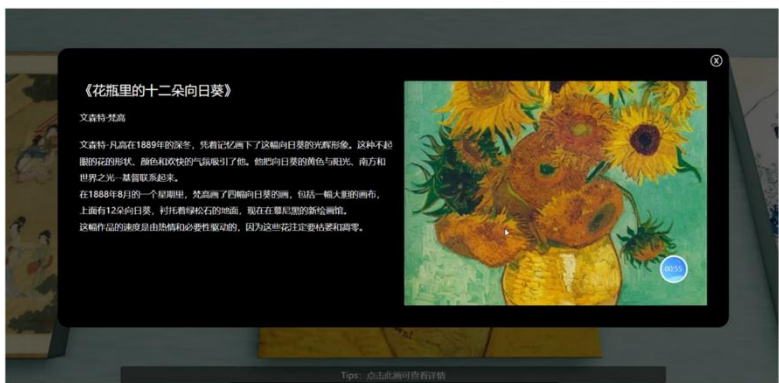 《花瓶里的十二朵向日葵》
文森特·梵高
文森特·凡高在1889年的深冬，凭着记忆画下了这幅向日葵的光辉形象。这种不起
眼的花的形状、颜色和欢快的气氛吸引了他。他把向日葵的黄色与阳光、南方和
世界之光--基督联系起来。
在1888年8月的一个星期里，梵高画了四幅向日葵的画，包括一幅大胆的画布，
上面有12朵向日葵，衬托着绿松石的地面，现在在慕尼黑的新绘画馆。
这幅作品的速度是由热情和必要性驱动的，因为这些花注定要枯萎和凋零。
00:55
Tips：点击此画可查看详情